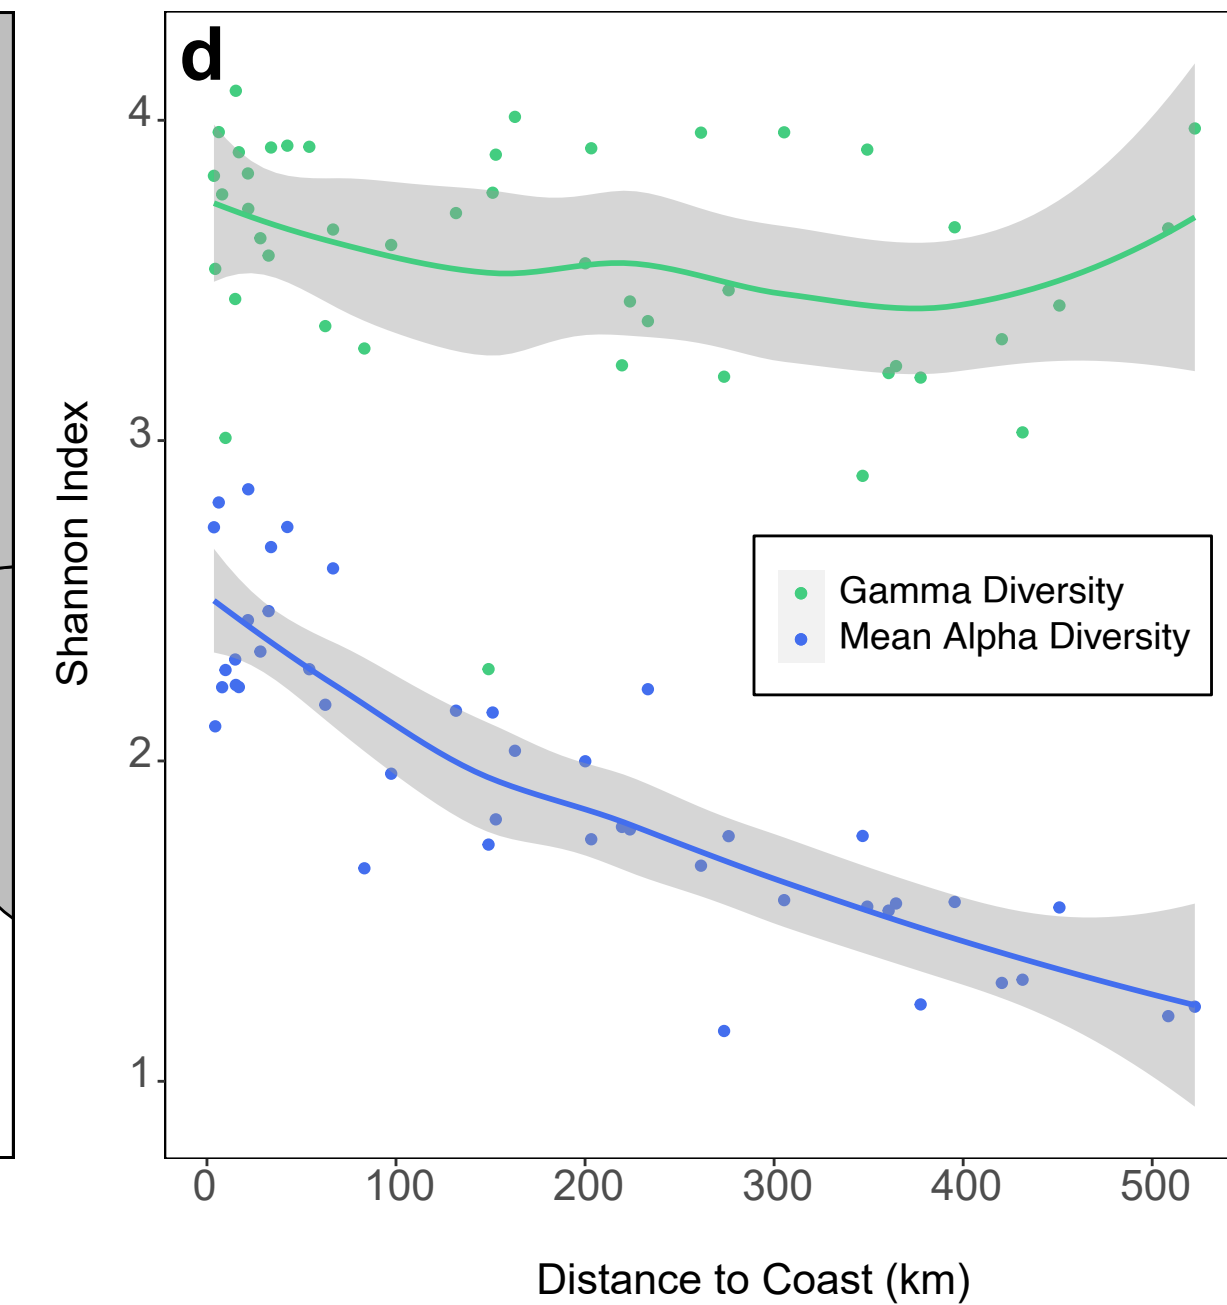 d
4
3
2
1
Shannon Index
Gamma Diversity
Mean Alpha Diversity
0 100 200 300 400 500
Distance to Coast (km)